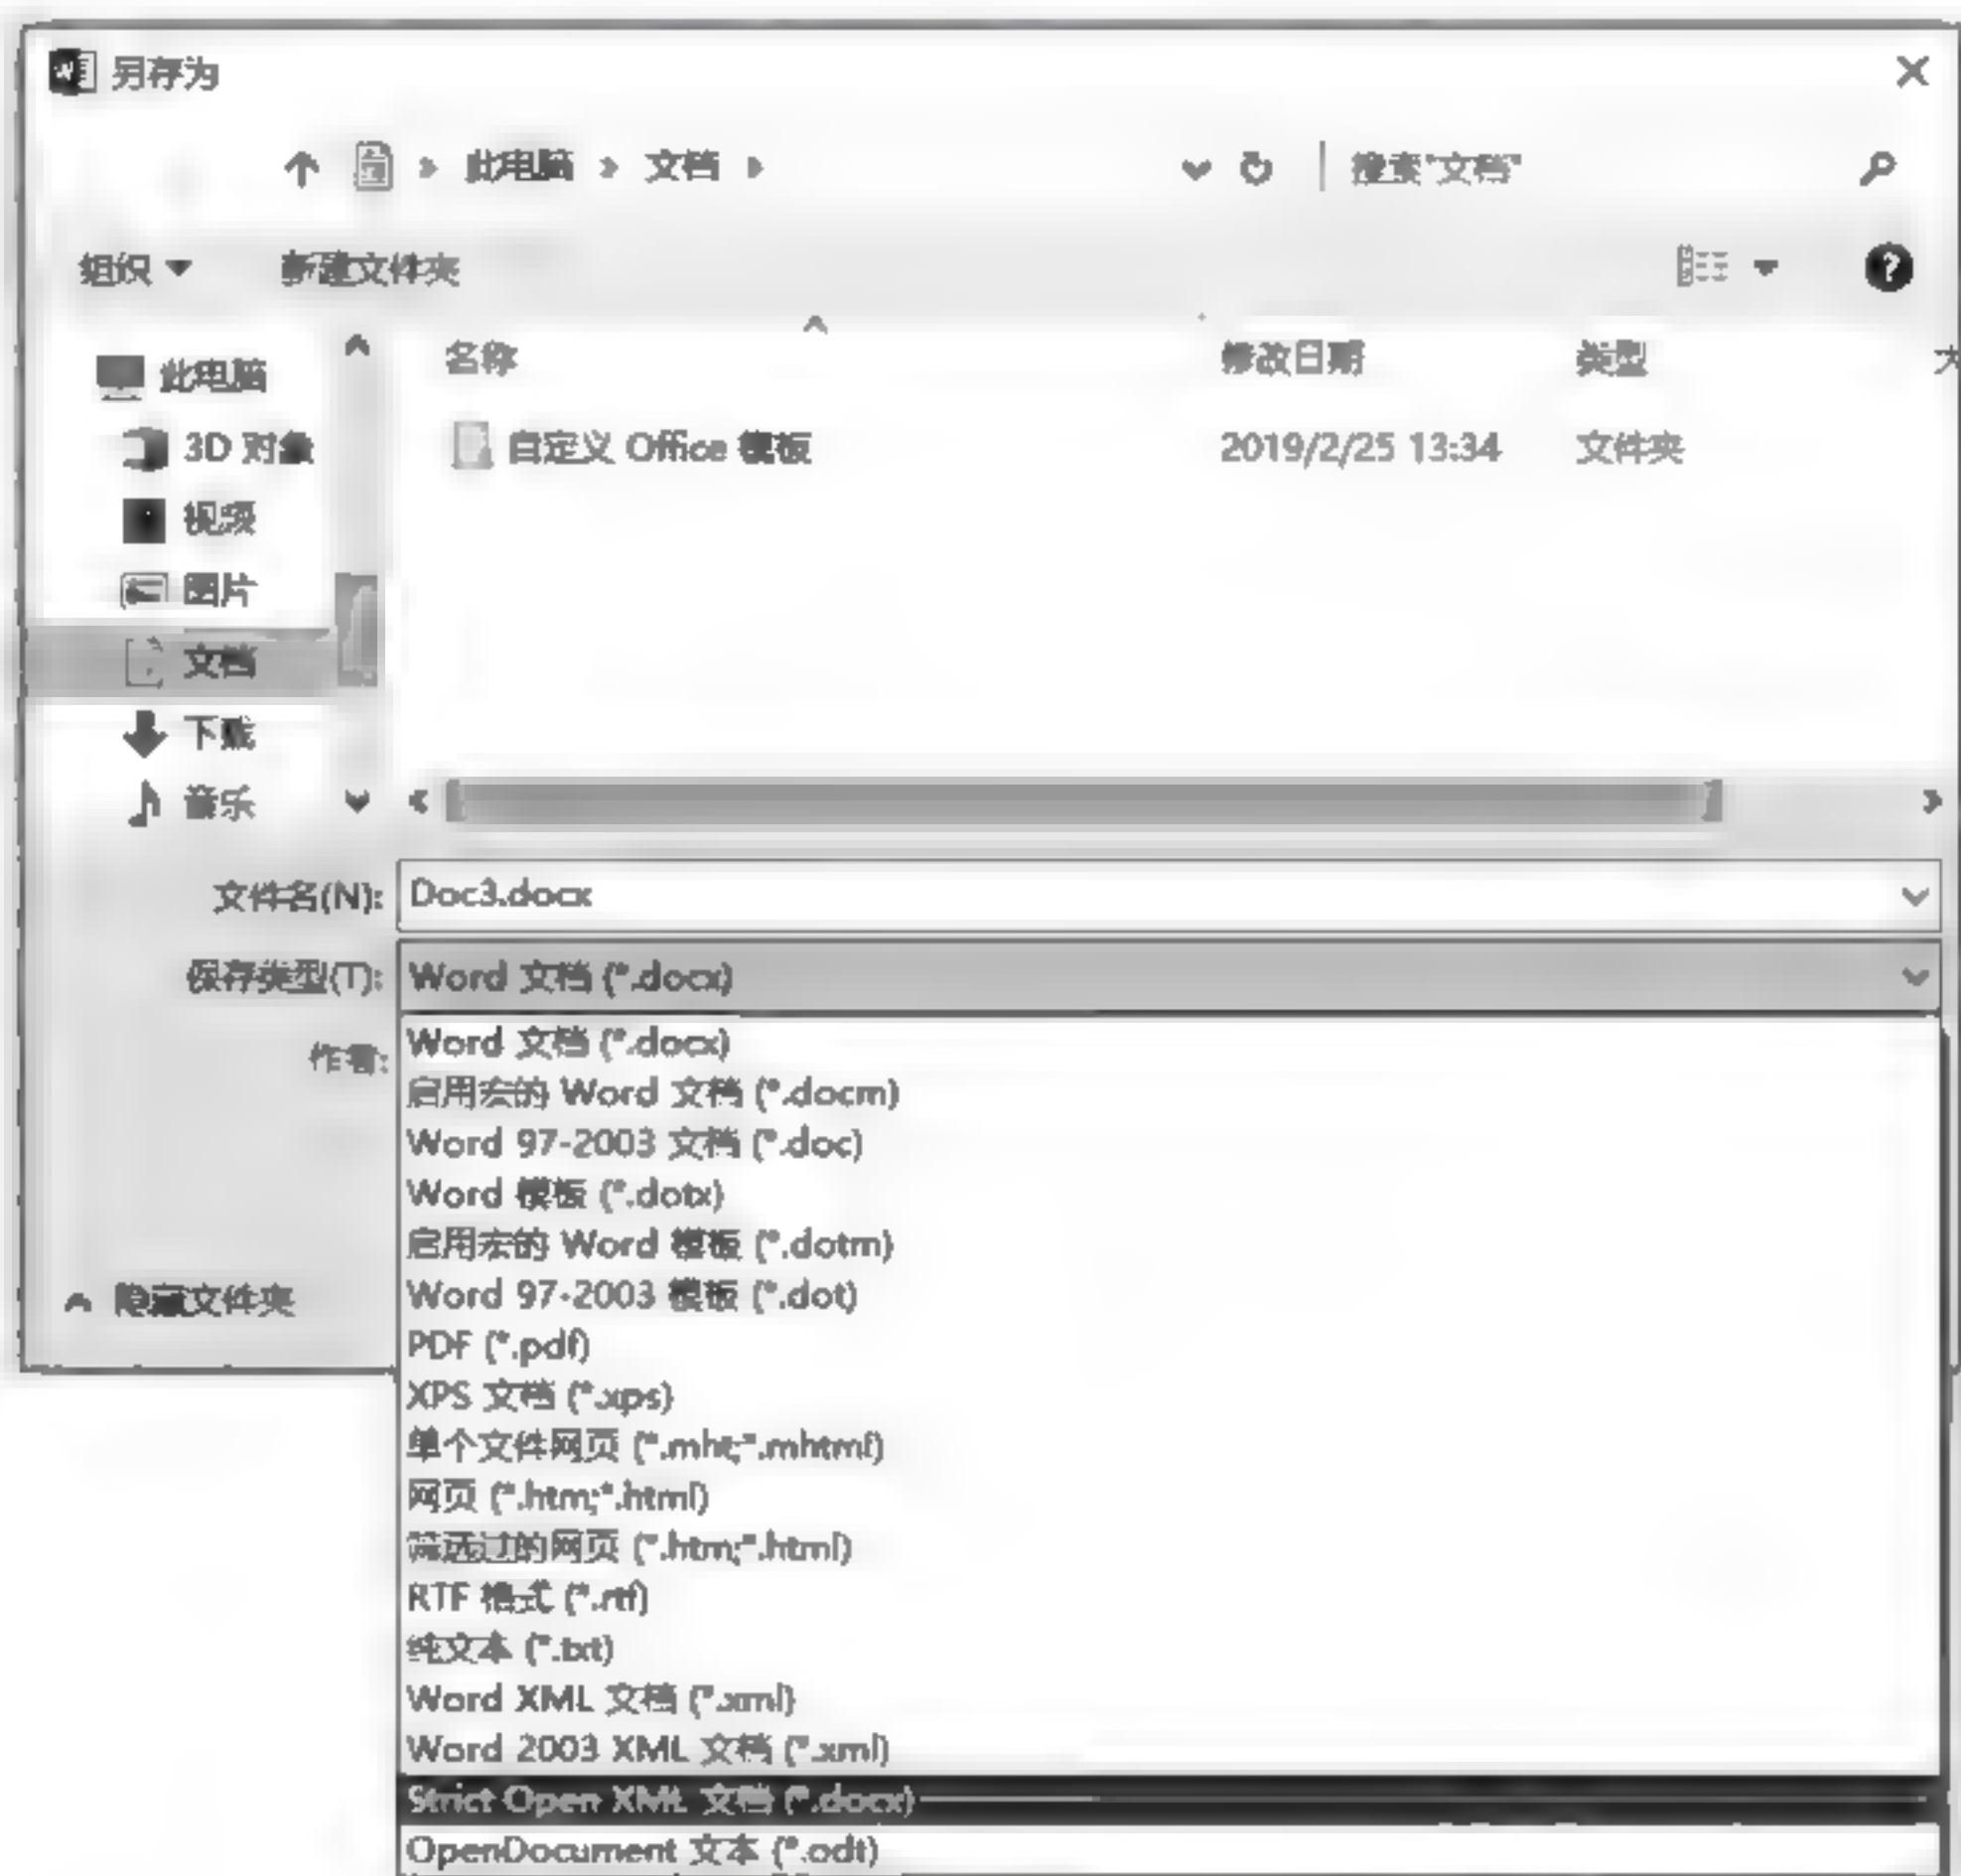 另存为
此电脑 文档 搜索"文档"
组织 新建文件夹
名称 修改日期 类型 大
此电脑
自定义 Office 模板 2019/2/25 13:34 文件夹
3D 对象
视频
图片
文档
下载
音乐
文件名(N): Doc3.docx
保存类型(T): Word 文档 (*.docx)
作者:
Word 文档 (*.docx)
启用宏的 Word 文档 (*.docm)
Word 97-2003 文档 (*.doc)
Word 模板 (*.dotx)
启用宏的 Word 模板 (*.dotm)
Word 97-2003 模板 (*.dot)
隐藏文件夹
PDF (*.pdf)
XPS 文档 (*.xps)
单个文件网页 (*.mht;*.mhtml)
网页 (*.htm;*.html)
筛选过的网页 (*.htm;*.html)
RTF 格式 (*.rtf)
纯文本 (*.txt)
Word XML 文档 (*.xml)
Word 2003 XML 文档 (*.xml)
Strict Open XML 文档 (*.docx)
OpenDocument 文本 (*.odt)